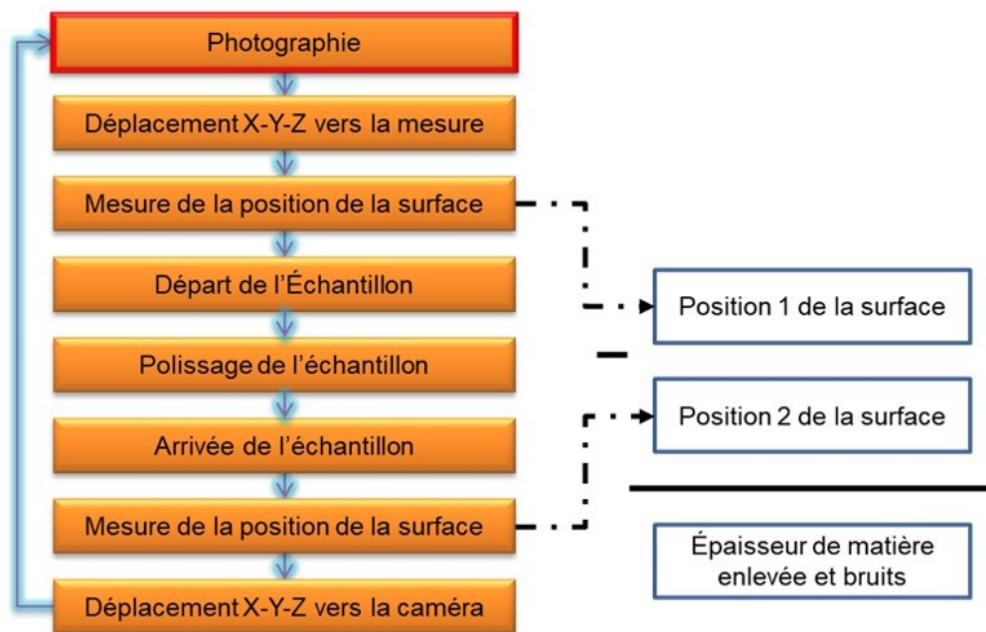 Photographie
Déplacement X-Y-Z vers la mesure
Mesure de la position de la surface
Départ de l'Échantillon
Polissage de l'échantillon
Arrivée de l'échantillon
Mesure de la position de la surface
Déplacement X-Y-Z vers la caméra
Position 1 de la surface
Position 2 de la surface
Épaisseur de matière
enlevée et bruits